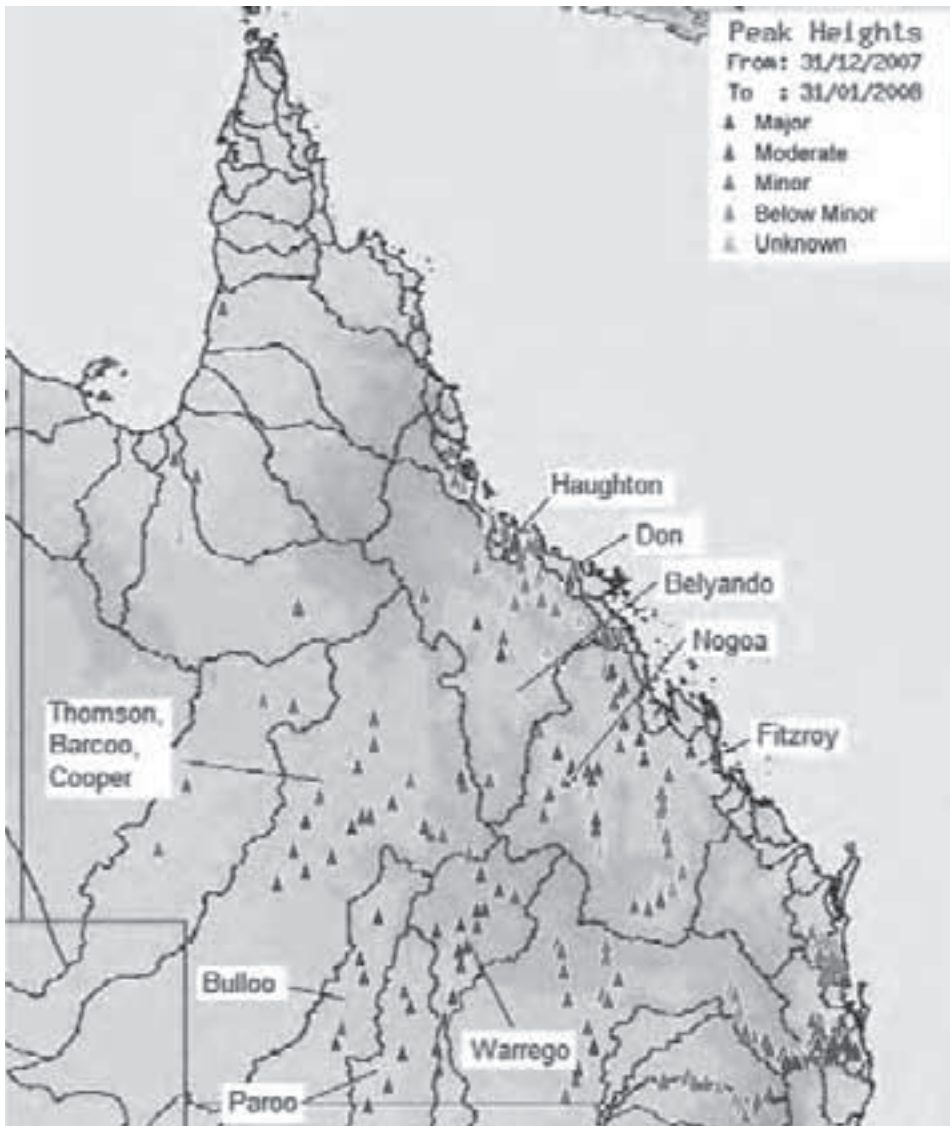 Peak Heights
From: 31/12/2007
To : 31/01/2008
Major
Moderate
Minor
Below Minor
Unknown
Haughton
Don
Belyando
Nogoa
Thomson,
Barcoo,
Cooper
Fitzroy
Bulloo
Warrego
Paroo